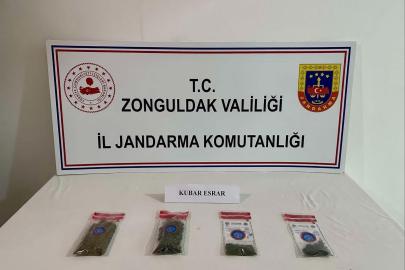 T.C.
ZONGULDAK VALİLİĞİ
İL JANDARMA KOMUTANLIĞI
KUBAR ESRAR